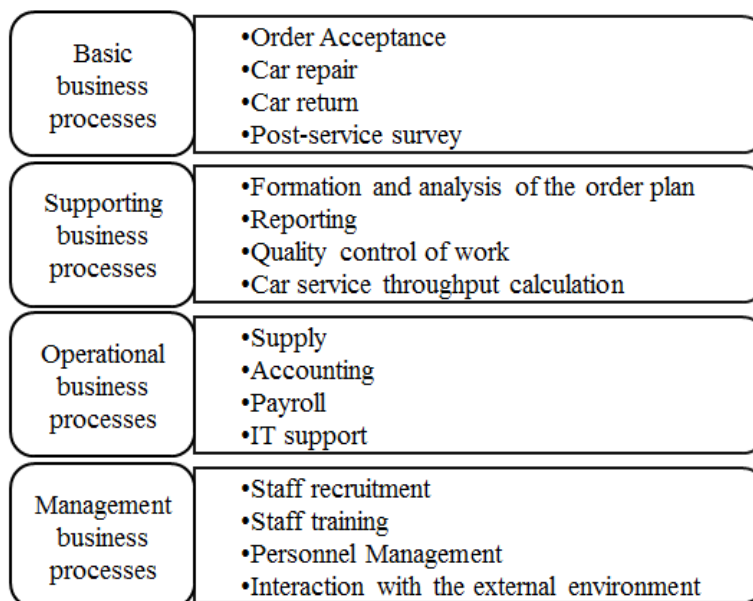 Basic
business
processes
•Order Acceptance
•Car repair
•Car return
•Post-service survey
Supporting
business
processes
•Formation and analysis of the order plan
•Reporting
•Quality control of work
•Car service throughput calculation
Operational
business
processes
•Supply
•Accounting
•Payroll
•IT support
Management
business
processes
•Staff recruitment
•Staff training
•Personnel Management
•Interaction with the external environment